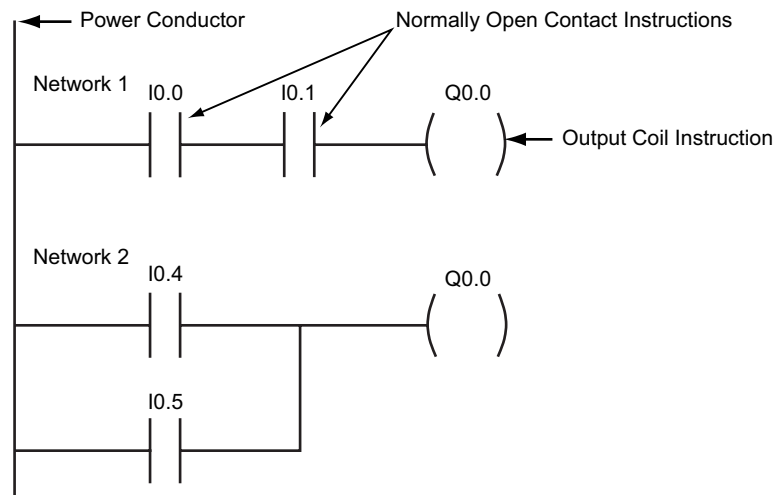 Power Conductor
Normally Open Contact Instructions
Network 1
I0.0
I0.1
Q0.0
Output Coil Instruction
Network 2
I0.4
Q0.0
I0.5